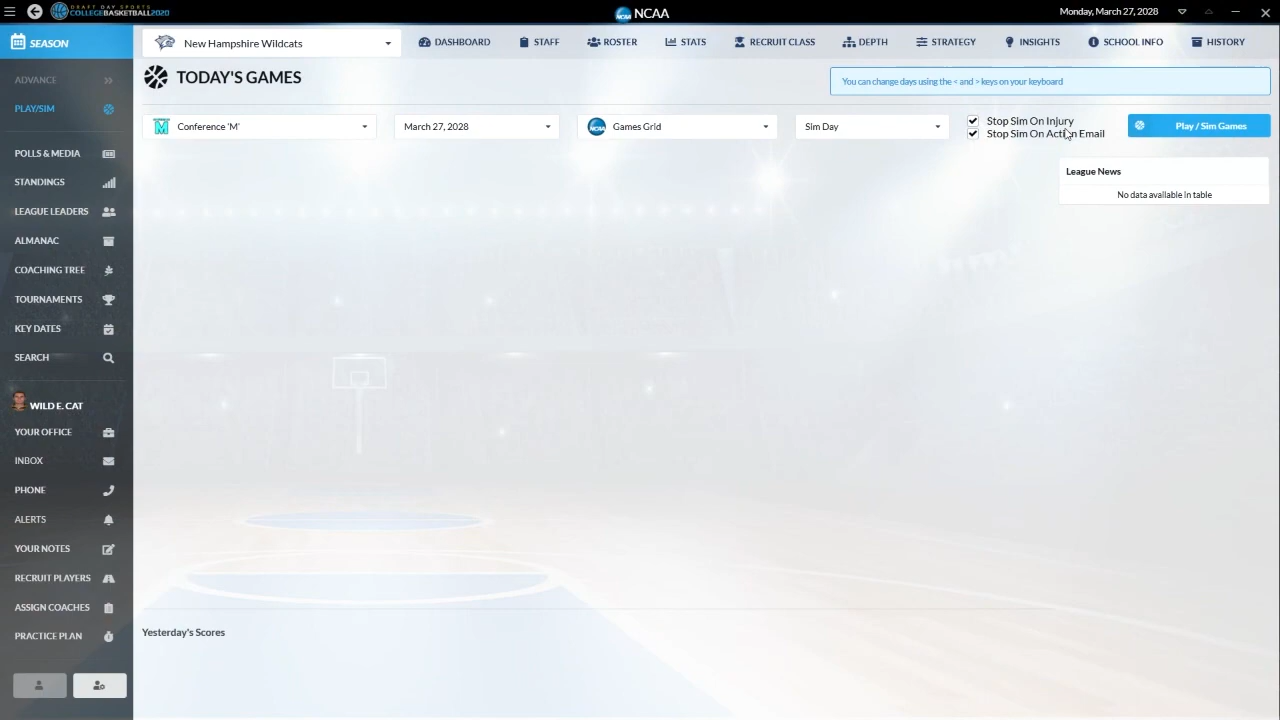 DRAFT DAY SPORTS
COLLEGE BASKETBALL 2020
NCAA
Monday, March 27, 2028
SEASON
New Hampshire Wildcats
DASHBOARD
STAFF
ROSTER
STATS
RECRUIT CLASS
DEPTH
STRATEGY
INSIGHTS
SCHOOL INFO
HISTORY
ADVANCE
PLAY/SIM
POLLS & MEDIA
STANDINGS
LEAGUE LEADERS
ALMANAC
COACHING TREE
TOURNAMENTS
KEY DATES
SEARCH
WILD E. CAT
YOUR OFFICE
INBOX
PHONE
ALERTS
YOUR NOTES
RECRUIT PLAYERS
ASSIGN COACHES
PRACTICE PLAN
TODAY'S GAMES
You can change days using the < and > keys on your keyboard
M
Conference 'M'
March 27, 2028
NCAA
Games Grid
Sim Day
Stop Sim On Injury
Stop Sim On Action Email
Play / Sim Games
League News
No data available in table
Yesterday's Scores